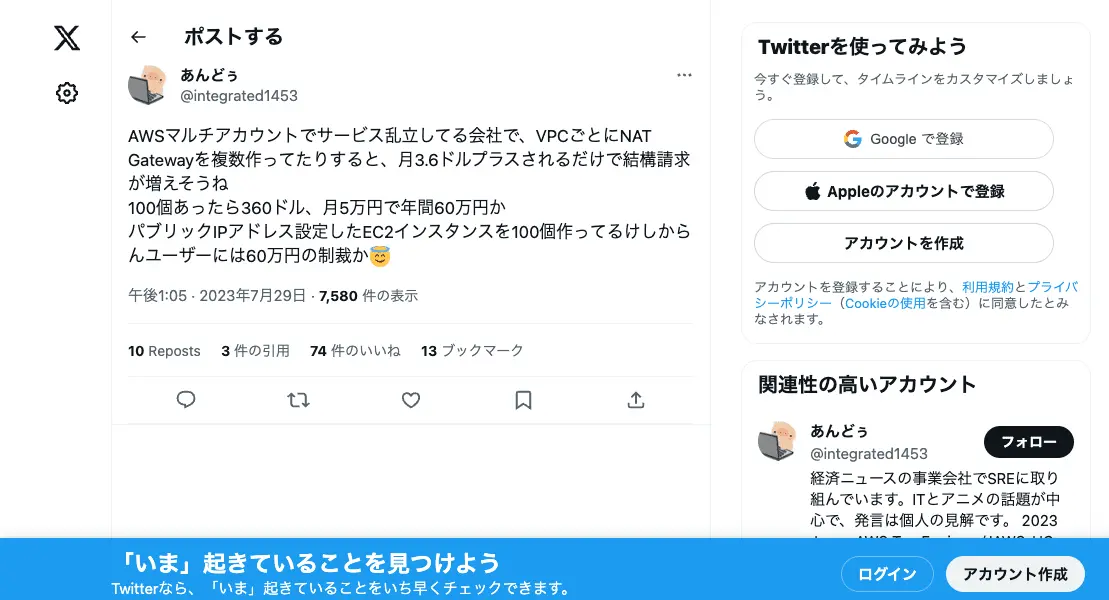 ポストする
あんどぅ
@integrated1453
AWSマルチアカウントでサービス乱立してる会社で、VPCごとにNAT
Gatewayを複数作ってたりすると、月3.6ドルプラスされるだけで結構請求
が増えそうね
100個あったら360ドル、月5万円で年間60万円か
パブリックIPアドレス設定したEC2インスタンスを100個作ってるけしから
んユーザーには60万円の制裁か😇
午後1:05 · 2023年7月29日 · 7,580 件の表示
10 Reposts 3 件の引用 74 件のいいね 13 ブックマーク
Twitterを使ってみよう
今すぐ登録して、タイムラインをカスタマイズしましょ
う。
Google で登録
Appleのアカウントで登録
アカウントを作成
アカウントを登録することにより、利用規約とプライバ
シーポリシー（Cookieの使用を含む）に同意したとみ
なされます。
関連性の高いアカウント
あんどぅ
@integrated1453
フォロー
経済ニュースの事業会社でSREに取り
組んでいます。ITとアニメの話題が中
心で、発言は個人の見解です。 2023
「いま」起きていることを見つけよう
Twitterなら、「いま」起きていることをいち早くチェックできます。
ログイン
アカウント作成